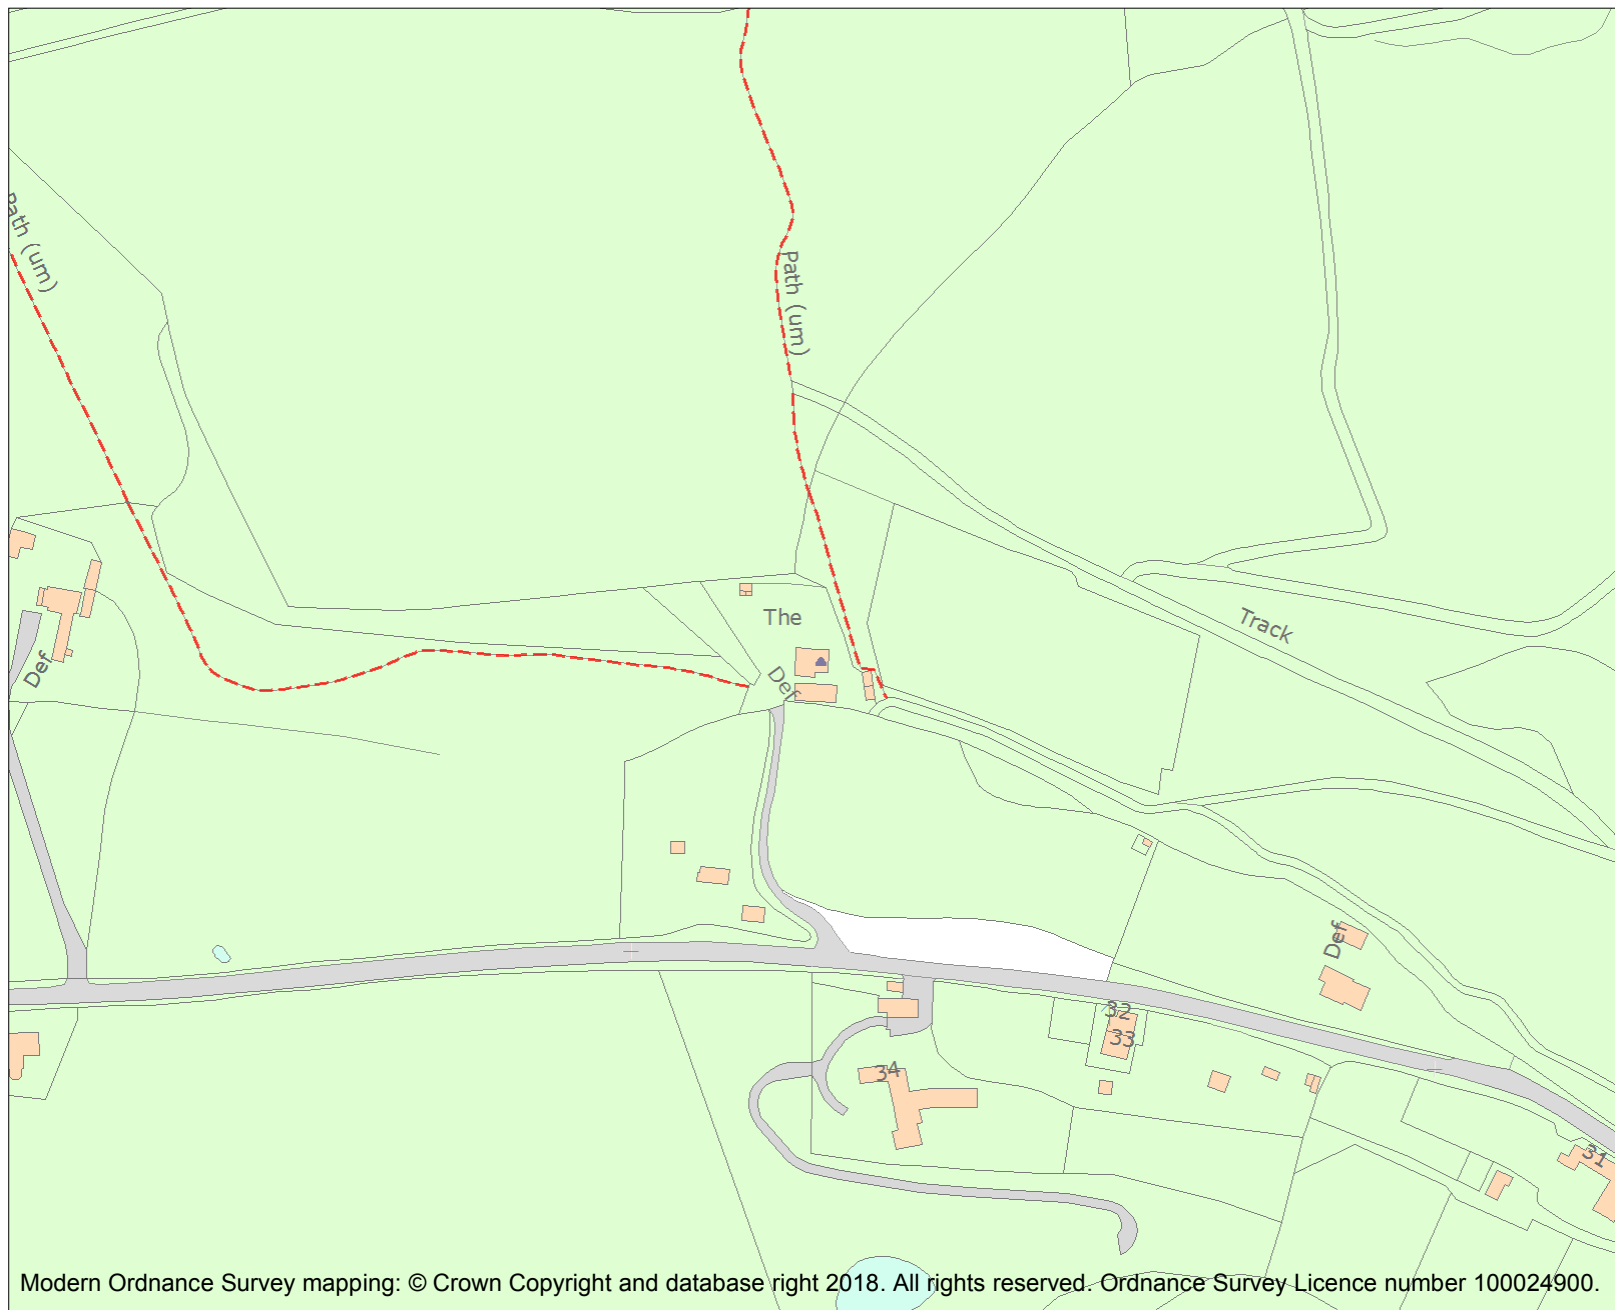 Path (um)
Path (um)
The
Track
Def
Def
Def
32
33
34
31
Modern Ordnance Survey mapping: © Crown Copyright and database right 2018. All rights reserved. Ordnance Survey Licence number 100024900.